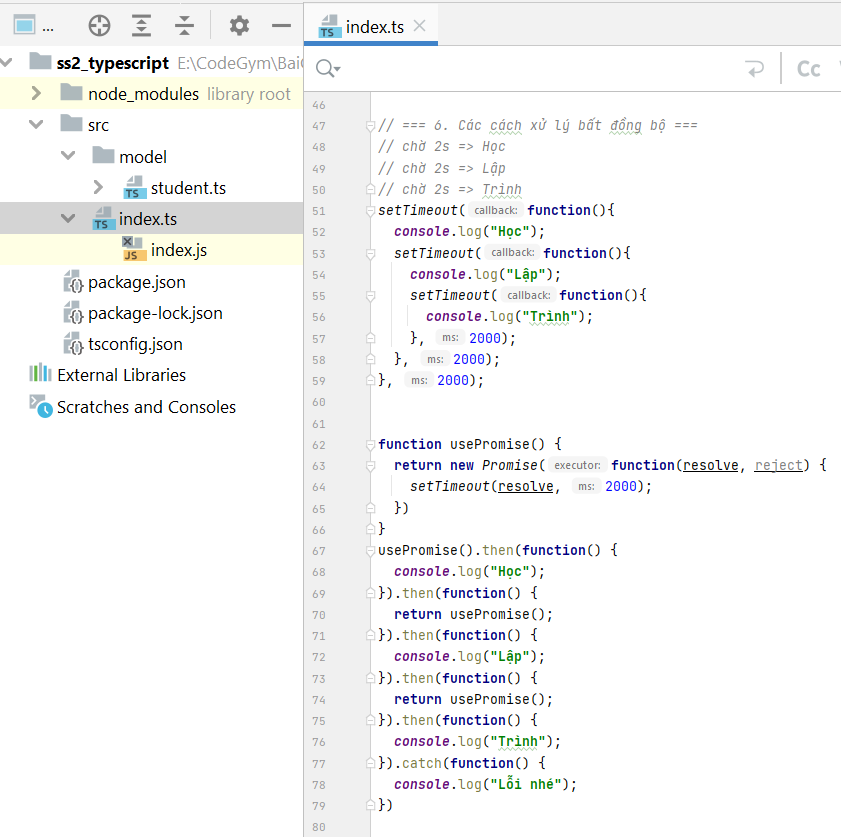 ...
index.ts
ss2_typescript E:\CodeGym\Bai
node_modules library root
src
model
student.ts
index.ts
index.js
package.json
package-lock.json
tsconfig.json
External Libraries
Scratches and Consoles
Cc
46
47 // === 6. Các cách xử lý bất đồng bộ ===
48 // chờ 2s => Học
49 // chờ 2s => Lập
50 // chờ 2s => Trình
51 setTimeout( callback: function(){
52 console.log("Học");
53 setTimeout( callback: function(){
54 console.log("Lập");
55 setTimeout( callback: function(){
56 console.log("Trình");
57 }, ms: 2000);
58 }, ms: 2000);
59 }, ms: 2000);
60
61
62 function usePromise() {
63 return new Promise( executor: function(resolve, reject) {
64 setTimeout(resolve, ms: 2000);
65 })
66 }
67 usePromise().then(function() {
68 console.log("Học");
69 }).then(function() {
70 return usePromise();
71 }).then(function() {
72 console.log("Lập");
73 }).then(function() {
74 return usePromise();
75 }).then(function() {
76 console.log("Trình");
77 }).catch(function() {
78 console.log("Lỗi nhé");
79 })
80